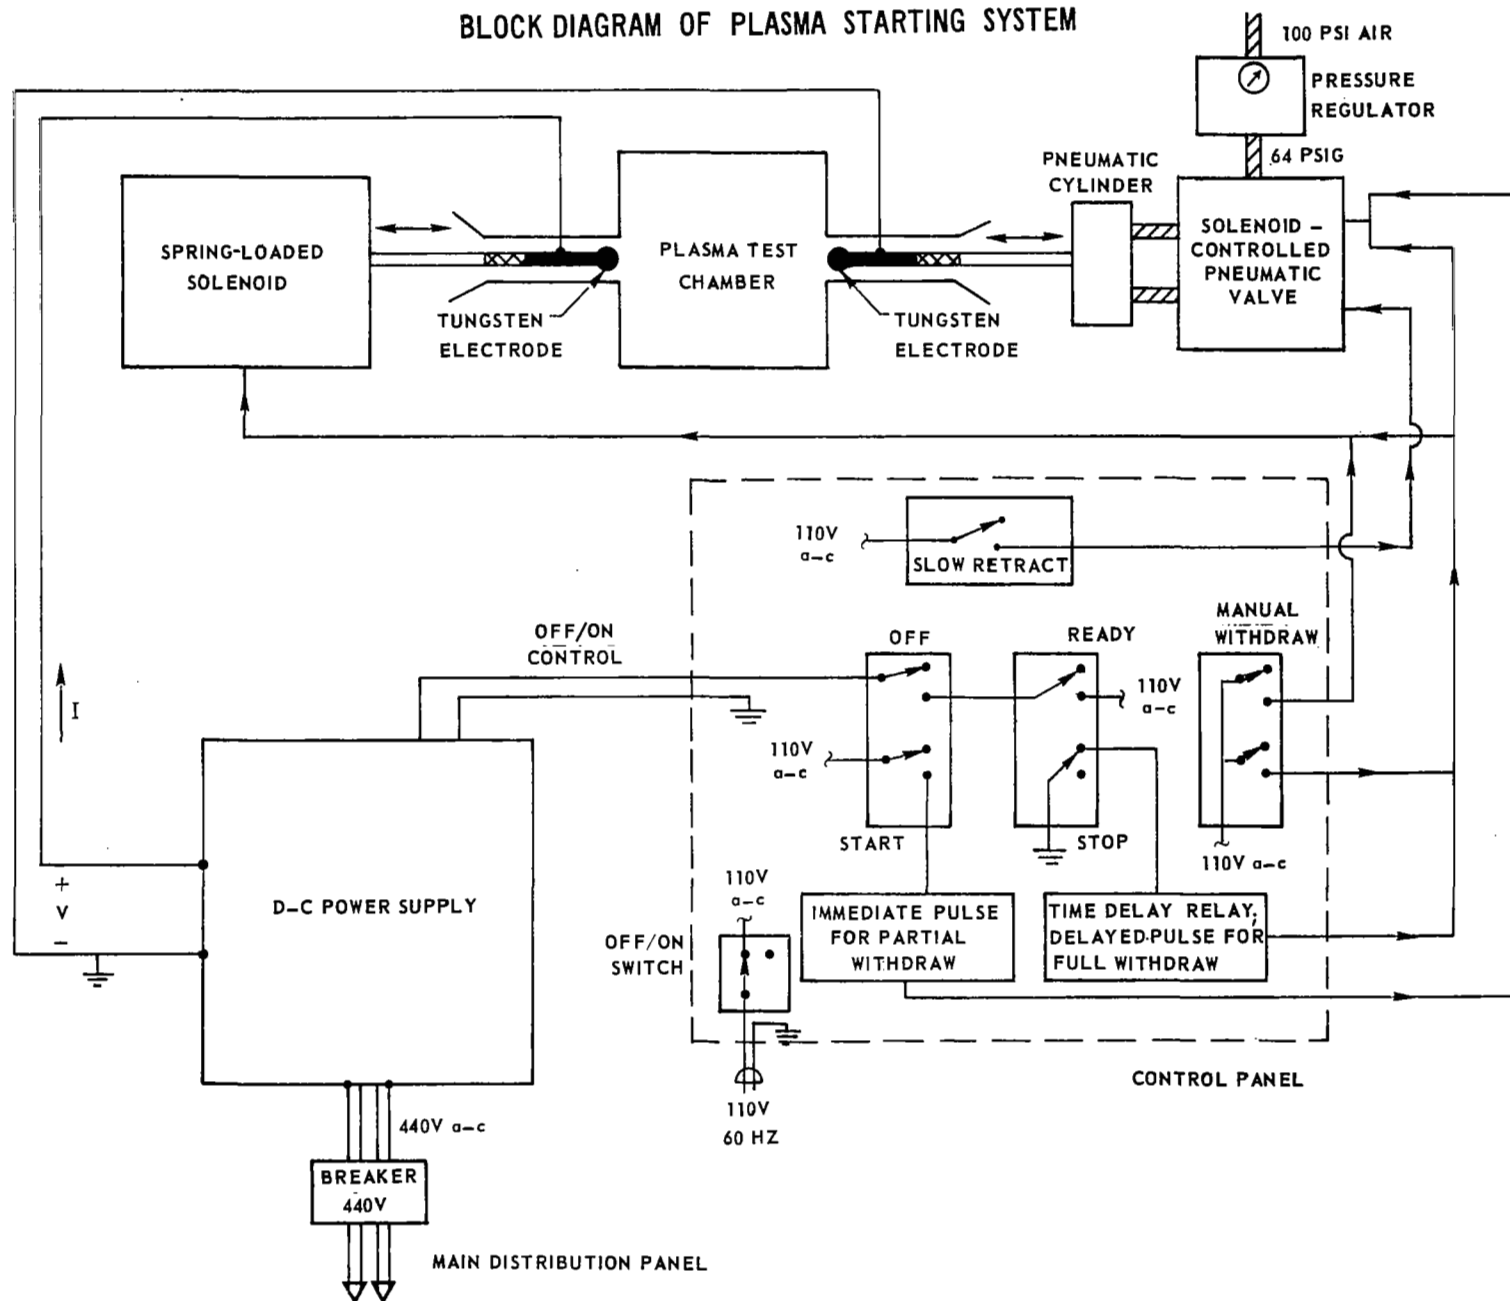 BLOCK DIAGRAM OF PLASMA STARTING SYSTEM
100 PSI AIR
PRESSURE
REGULATOR
64 PSIG
PNEUMATIC
CYLINDER
SPRING-LOADED
SOLENOID
PLASMA TEST
CHAMBER
SOLENOID –
CONTROLLED
PNEUMATIC
VALVE
TUNGSTEN
ELECTRODE
TUNGSTEN
ELECTRODE
110V
a-c
SLOW RETRACT
OFF/ON
CONTROL
OFF
READY
MANUAL
WITHDRAW
I
110V
a-c
110V
a-c
START
STOP
110V a-c
+
V
–
D-C POWER SUPPLY
110V
a-c
OFF/ON
SWITCH
IMMEDIATE PULSE
FOR PARTIAL
WITHDRAW
TIME DELAY RELAY;
DELAYED-PULSE FOR
FULL WITHDRAW
CONTROL PANEL
110V
60 HZ
440V a-c
BREAKER
440V
MAIN DISTRIBUTION PANEL